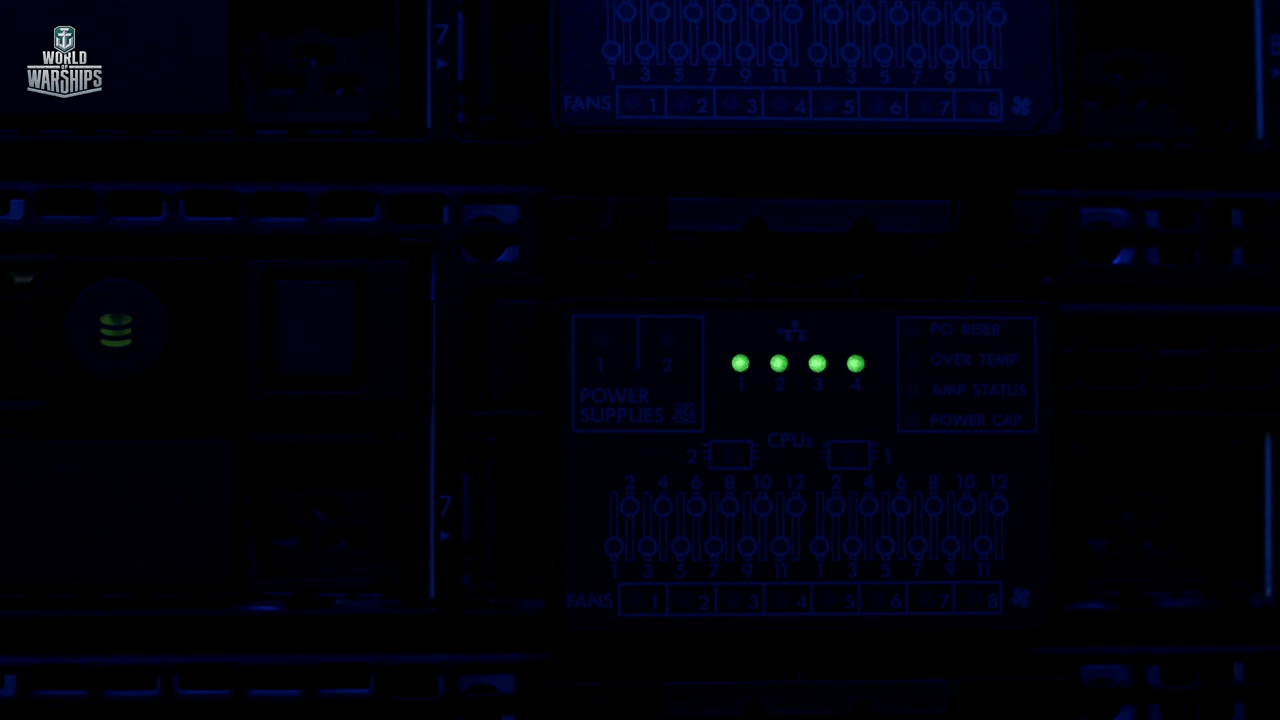 WORLD
OF
WARSHIPS
7
1 3 5 7 9 11 1 3 5 7 9 11
FANS 1 2 3 4 5 6 7 8
1 2
POWER
SUPPLIES
1 2 3 4
PCI RISER
OVER TEMP
AMP STATUS
POWER CAP
CPUs
2 1
2 4 6 8 10 12 2 4 6 8 10 12
7
1 3 5 7 9 11 1 3 5 7 9 11
FANS 1 2 3 4 5 6 7 8